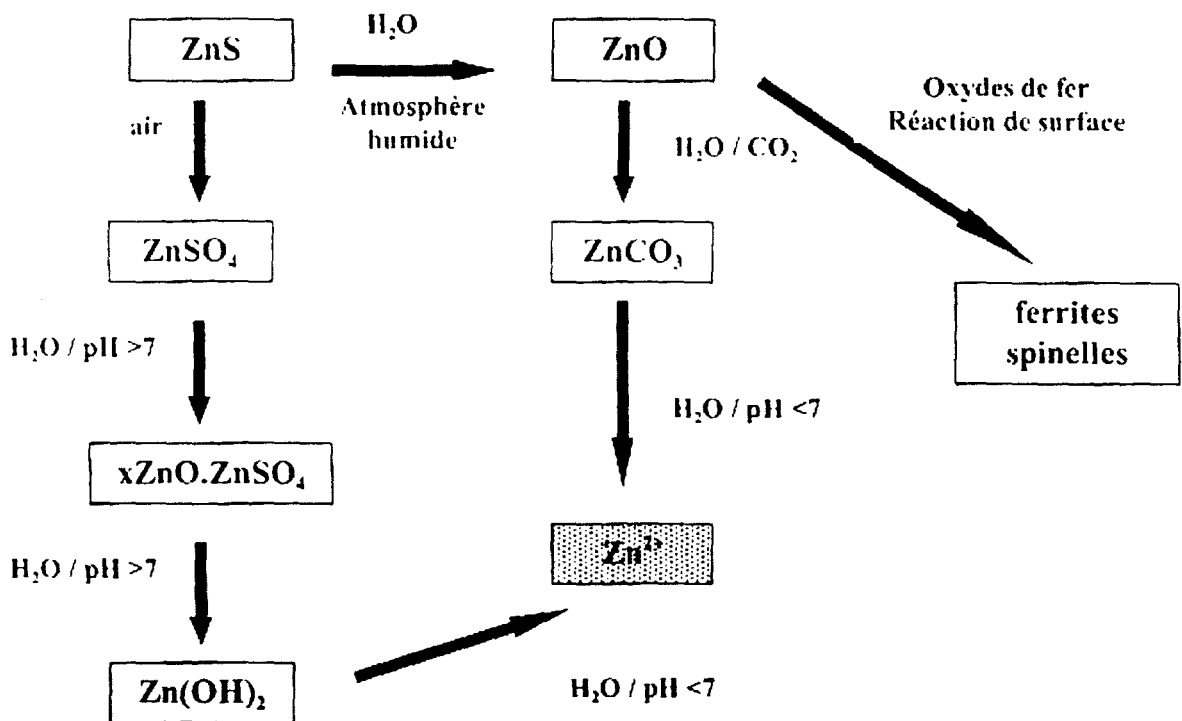 ZnS
H₂O
ZnO
Atmosphère
humide
air
Oxydes de fer
Réaction de surface
H₂O / CO₂
ZnSO₄
ZnCO₃
ferrites
spinelles
H₂O / pH >7
H₂O / pH <7
xZnO.ZnSO₄
H₂O / pH >7
Zn²⁺
Zn(OH)₂
H₂O / pH <7